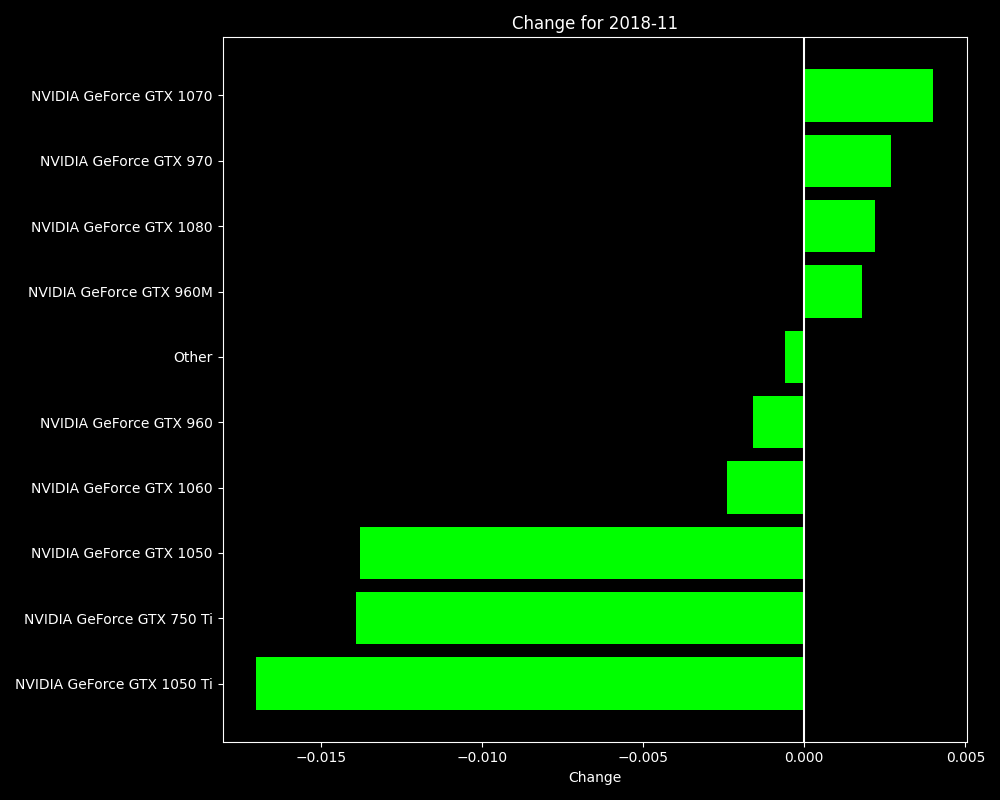 Change for 2018-11
NVIDIA GeForce GTX 1070
NVIDIA GeForce GTX 970
NVIDIA GeForce GTX 1080
NVIDIA GeForce GTX 960M
Other
NVIDIA GeForce GTX 960
NVIDIA GeForce GTX 1060
NVIDIA GeForce GTX 1050
NVIDIA GeForce GTX 750 Ti
NVIDIA GeForce GTX 1050 Ti
−0.015 −0.010 −0.005 0.000 0.005
Change